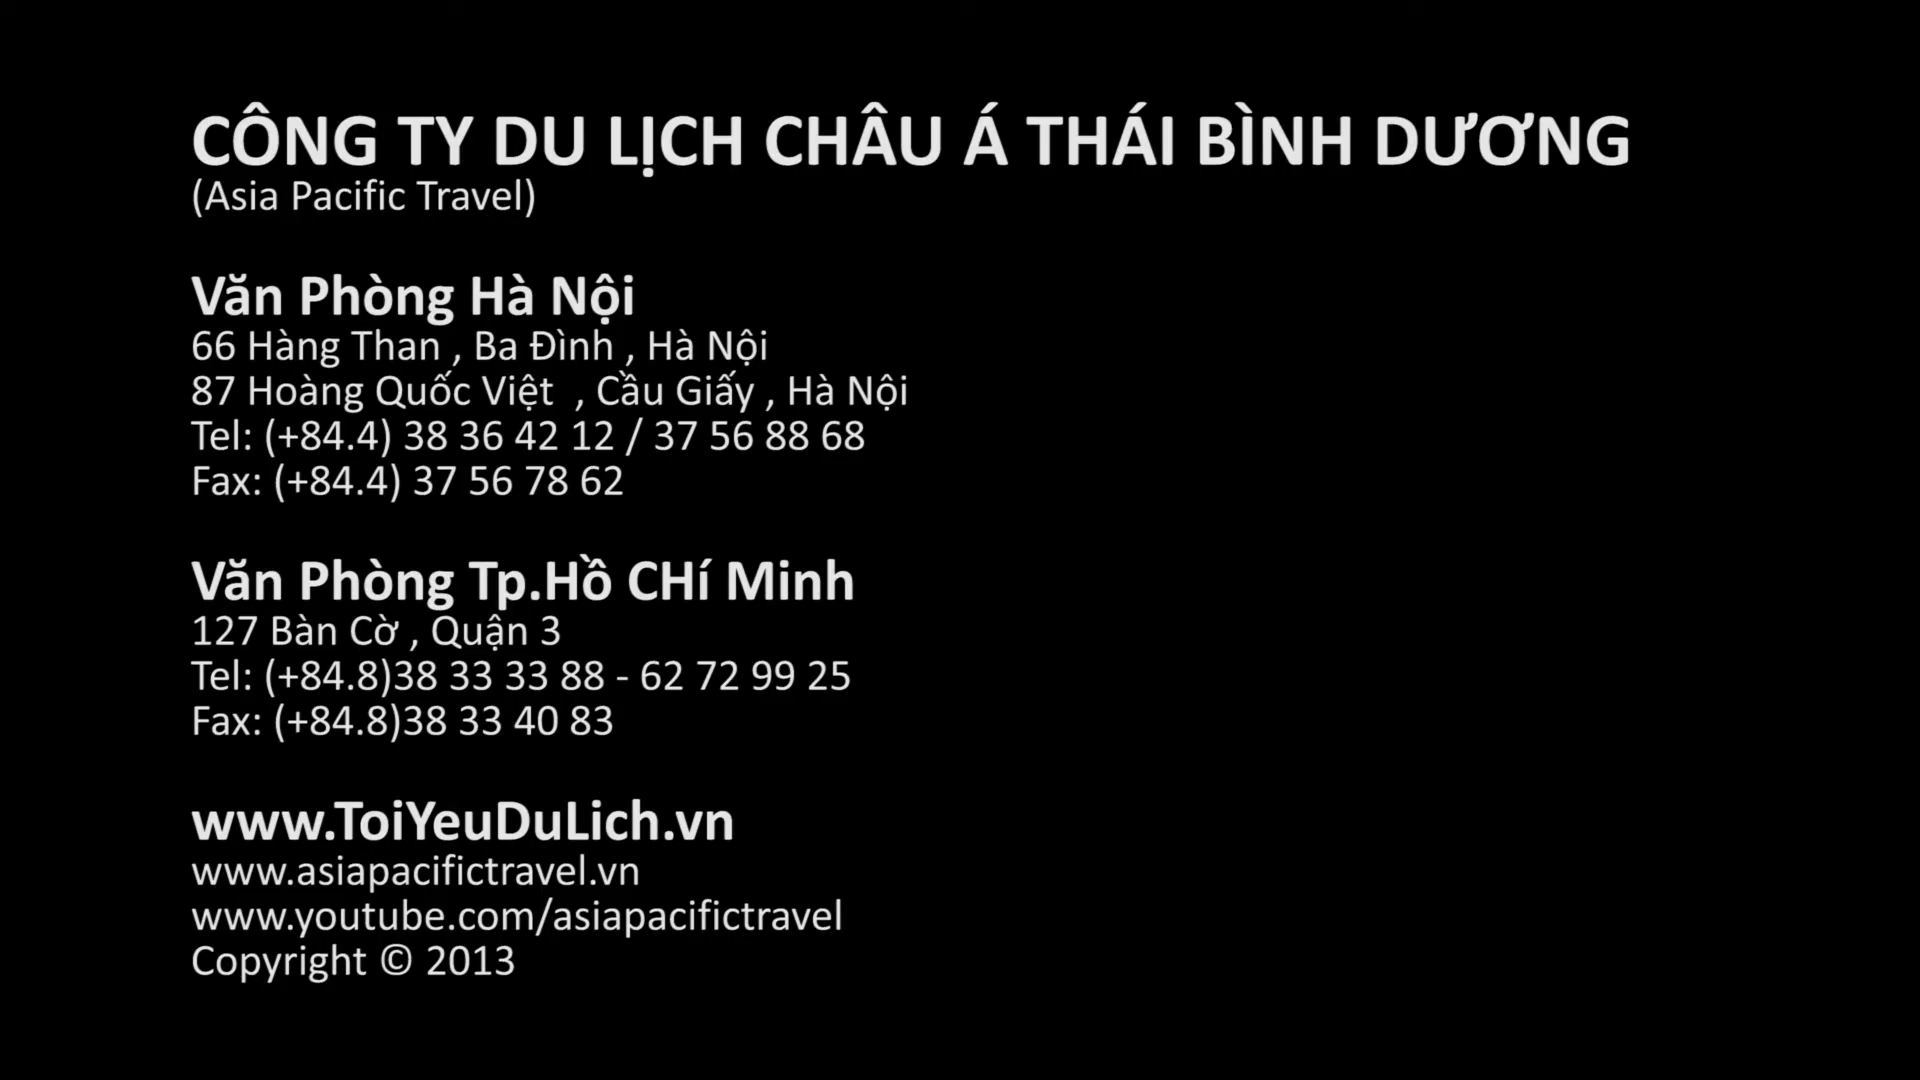 CÔNG TY DU LỊCH CHÂU Á THÁI BÌNH DƯƠNG
(Asia Pacific Travel)
Văn Phòng Hà Nội
66 Hàng Than , Ba Đình , Hà Nội
87 Hoàng Quốc Việt  , Cầu Giấy , Hà Nội
Tel: (+84.4) 38 36 42 12 / 37 56 88 68
Fax: (+84.4) 37 56 78 62
Văn Phòng Tp.Hồ CHí Minh
127 Bàn Cờ , Quận 3
Tel: (+84.8)38 33 33 88 - 62 72 99 25
Fax: (+84.8)38 33 40 83
www.ToiYeuDuLich.vn
www.asiapacifictravel.vn
www.youtube.com/asiapacifictravel
Copyright © 2013